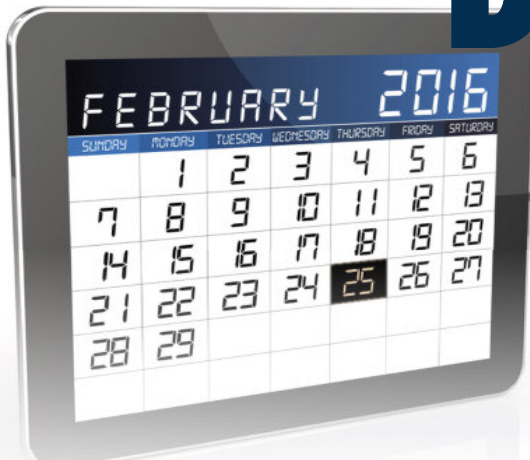 D
FEBRUARY 2016
SUNDAY MONDAY TUESDAY WEDNESDAY THURSDAY FRIDAY SATURDAY
1 2 3 4 5 6
7 8 9 10 11 12 13
14 15 16 17 18 19 20
21 22 23 24 25 26 27
28 29